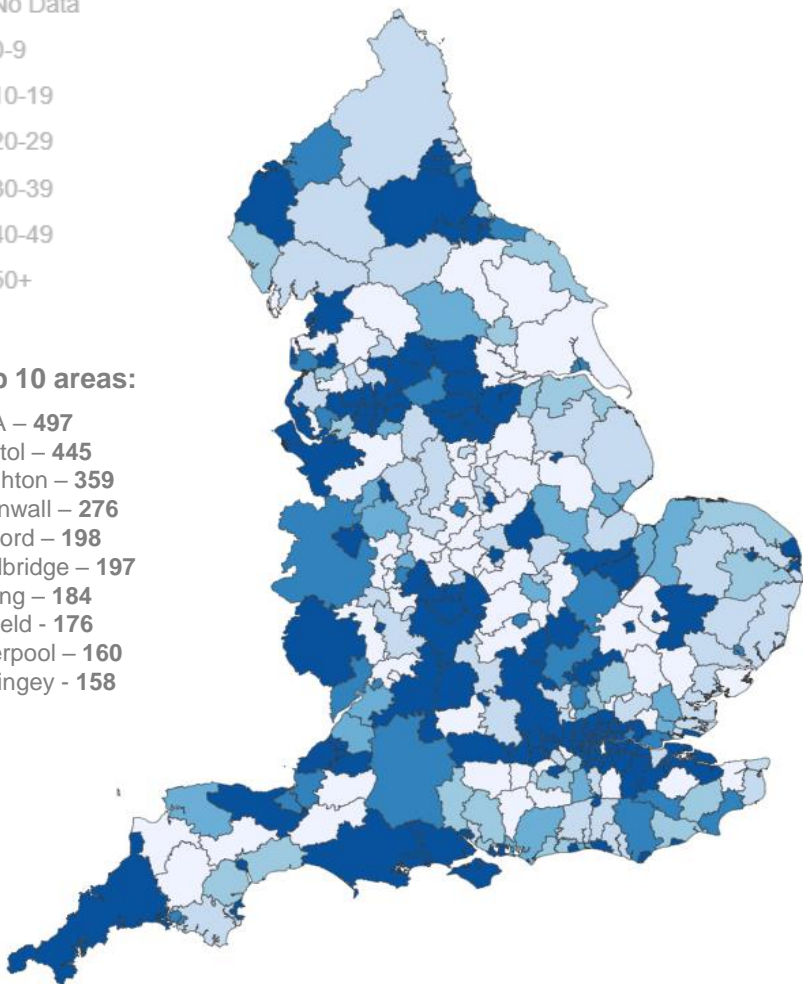 No Data
0-9
10-19
20-29
30-39
40-49
50+
p 10 areas:
A – 497
tol – 445
ghton – 359
nwall – 276
ord – 198
lbridge – 197
ng – 184
eld - 176
erpool – 160
ingey - 158